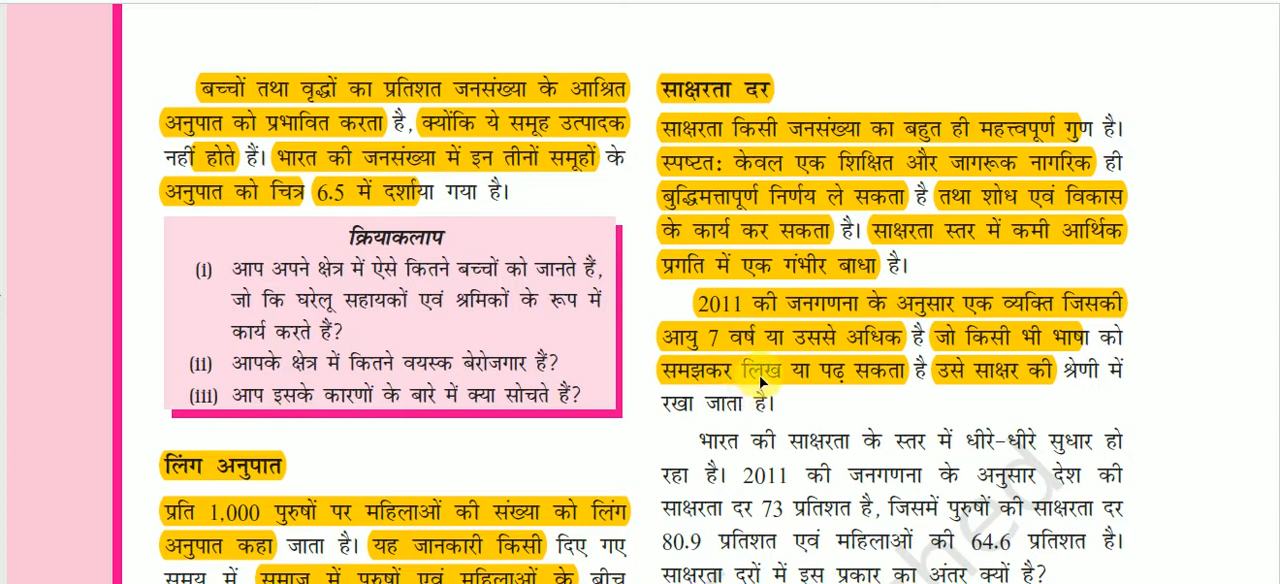 बच्चों तथा वृद्धों का प्रतिशत जनसंख्या के आश्रित
अनुपात को प्रभावित करता है, क्योंकि ये समूह उत्पादक
नहीं होते हैं। भारत की जनसंख्या में इन तीनों समूहों के
अनुपात को चित्र 6.5 में दर्शाया गया है।
क्रियाकलाप
(i) आप अपने क्षेत्र में ऐसे कितने बच्चों को जानते हैं,
जो कि घरेलू सहायकों एवं श्रमिकों के रूप में
कार्य करते हैं?
(ii) आपके क्षेत्र में कितने वयस्क बेरोजगार हैं?
(iii) आप इसके कारणों के बारे में क्या सोचते हैं?
लिंग अनुपात
प्रति 1,000 पुरुषों पर महिलाओं की संख्या को लिंग
अनुपात कहा जाता है। यह जानकारी किसी दिए गए
समय में समाज में पुरुषों एवं महिलाओं के बीच
साक्षरता दर
साक्षरता किसी जनसंख्या का बहुत ही महत्त्वपूर्ण गुण है।
स्पष्टत: केवल एक शिक्षित और जागरूक नागरिक ही
बुद्धिमत्तापूर्ण निर्णय ले सकता है तथा शोध एवं विकास
के कार्य कर सकता है। साक्षरता स्तर में कमी आर्थिक
प्रगति में एक गंभीर बाधा है।
2011 की जनगणना के अनुसार एक व्यक्ति जिसकी
आयु 7 वर्ष या उससे अधिक है जो किसी भी भाषा को
समझकर लिख या पढ़ सकता है उसे साक्षर की श्रेणी में
रखा जाता है।
भारत की साक्षरता के स्तर में धीरे-धीरे सुधार हो
रहा है। 2011 की जनगणना के अनुसार देश की
साक्षरता दर 73 प्रतिशत है, जिसमें पुरुषों की साक्षरता दर
80.9 प्रतिशत एवं महिलाओं की 64.6 प्रतिशत है।
साक्षरता दरों में इस प्रकार का अंतर क्यों है?